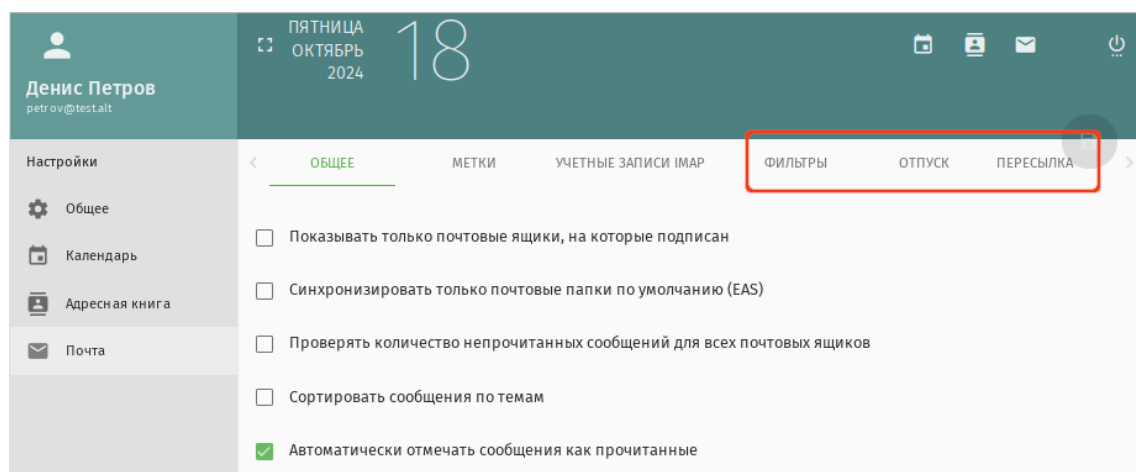 Денис Петров
petrov@test.alt
ПЯТНИЦА
ОКТЯБРЬ
2024
18
Настройки
Общее
Календарь
Адресная книга
Почта
ОБЩЕЕ МЕТКИ УЧЕТНЫЕ ЗАПИСИ IMAP ФИЛЬТРЫ ОТПУСК ПЕРЕСЫЛКА
Показывать только почтовые ящики, на которые подписан
Синхронизировать только почтовые папки по умолчанию (EAS)
Проверять количество непрочитанных сообщений для всех почтовых ящиков
Сортировать сообщения по темам
Автоматически отмечать сообщения как прочитанные